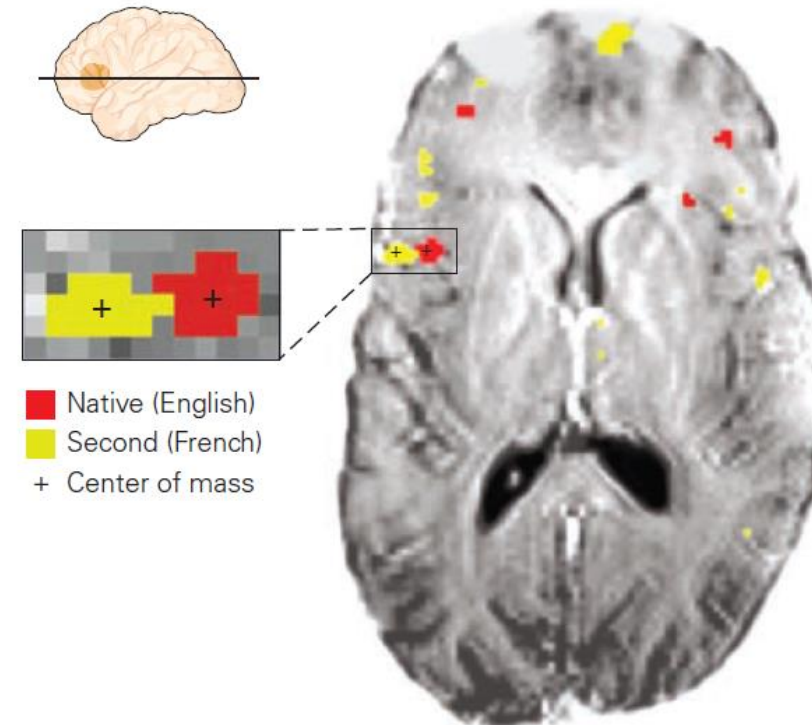 Native (English)
Second (French)
+ Center of mass